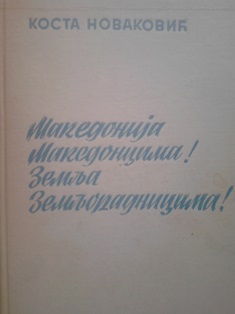 КОСТА НОВАКОВИЋ
Македонија
Македонцима!
Земља
Земљорадницима!